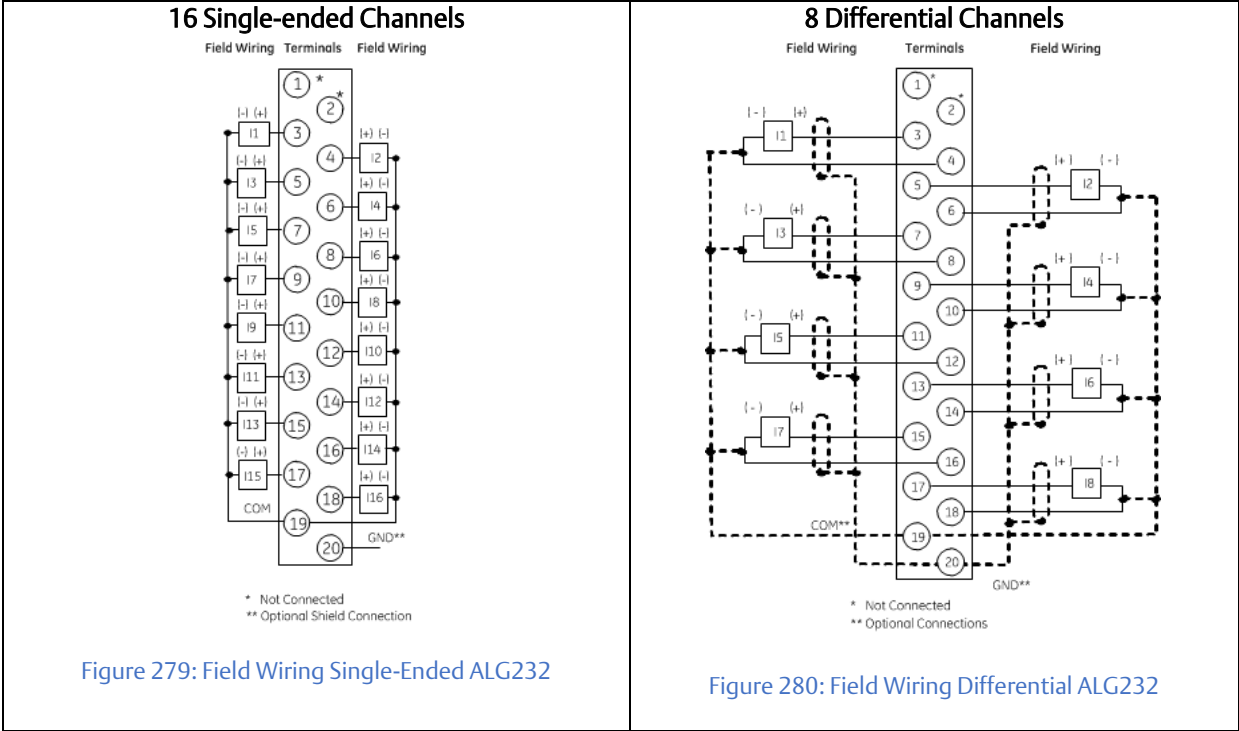 16 Single-ended Channels
Field Wiring Terminals Field Wiring
1 *
2 *
(-) (+)
I1 3
(+) (-)
4 I2
(-) (+)
I3 5
(+) (-)
6 I4
(-) (+)
I5 7
(+) (-)
8 I6
(-) (+)
I7 9
(+) (-)
10 I8
(-) (+)
I9 11
(+) (-)
12 I10
(-) (+)
I11 13
(+) (-)
14 I12
(-) (+)
I13 15
(+) (-)
16 I14
(-) (+)
I15 17
(+) (-)
18 I16
COM
19
20 GND**
* Not Connected
** Optional Shield Connection
Figure 279: Field Wiring Single-Ended ALG232
8 Differential Channels
Field Wiring Terminals Field Wiring
1 *
2 *
(-) (+)
I1 3
4
(+) (-)
5 I2
6
(-) (+)
I3 7
8
(+) (-)
9 I4
10
(-) (+)
I5 11
12
(+) (-)
13 I6
14
(-) (+)
I7 15
16
(+) (-)
17 I8
18
COM** 19
20
GND**
* Not Connected
** Optional Connections
Figure 280: Field Wiring Differential ALG232